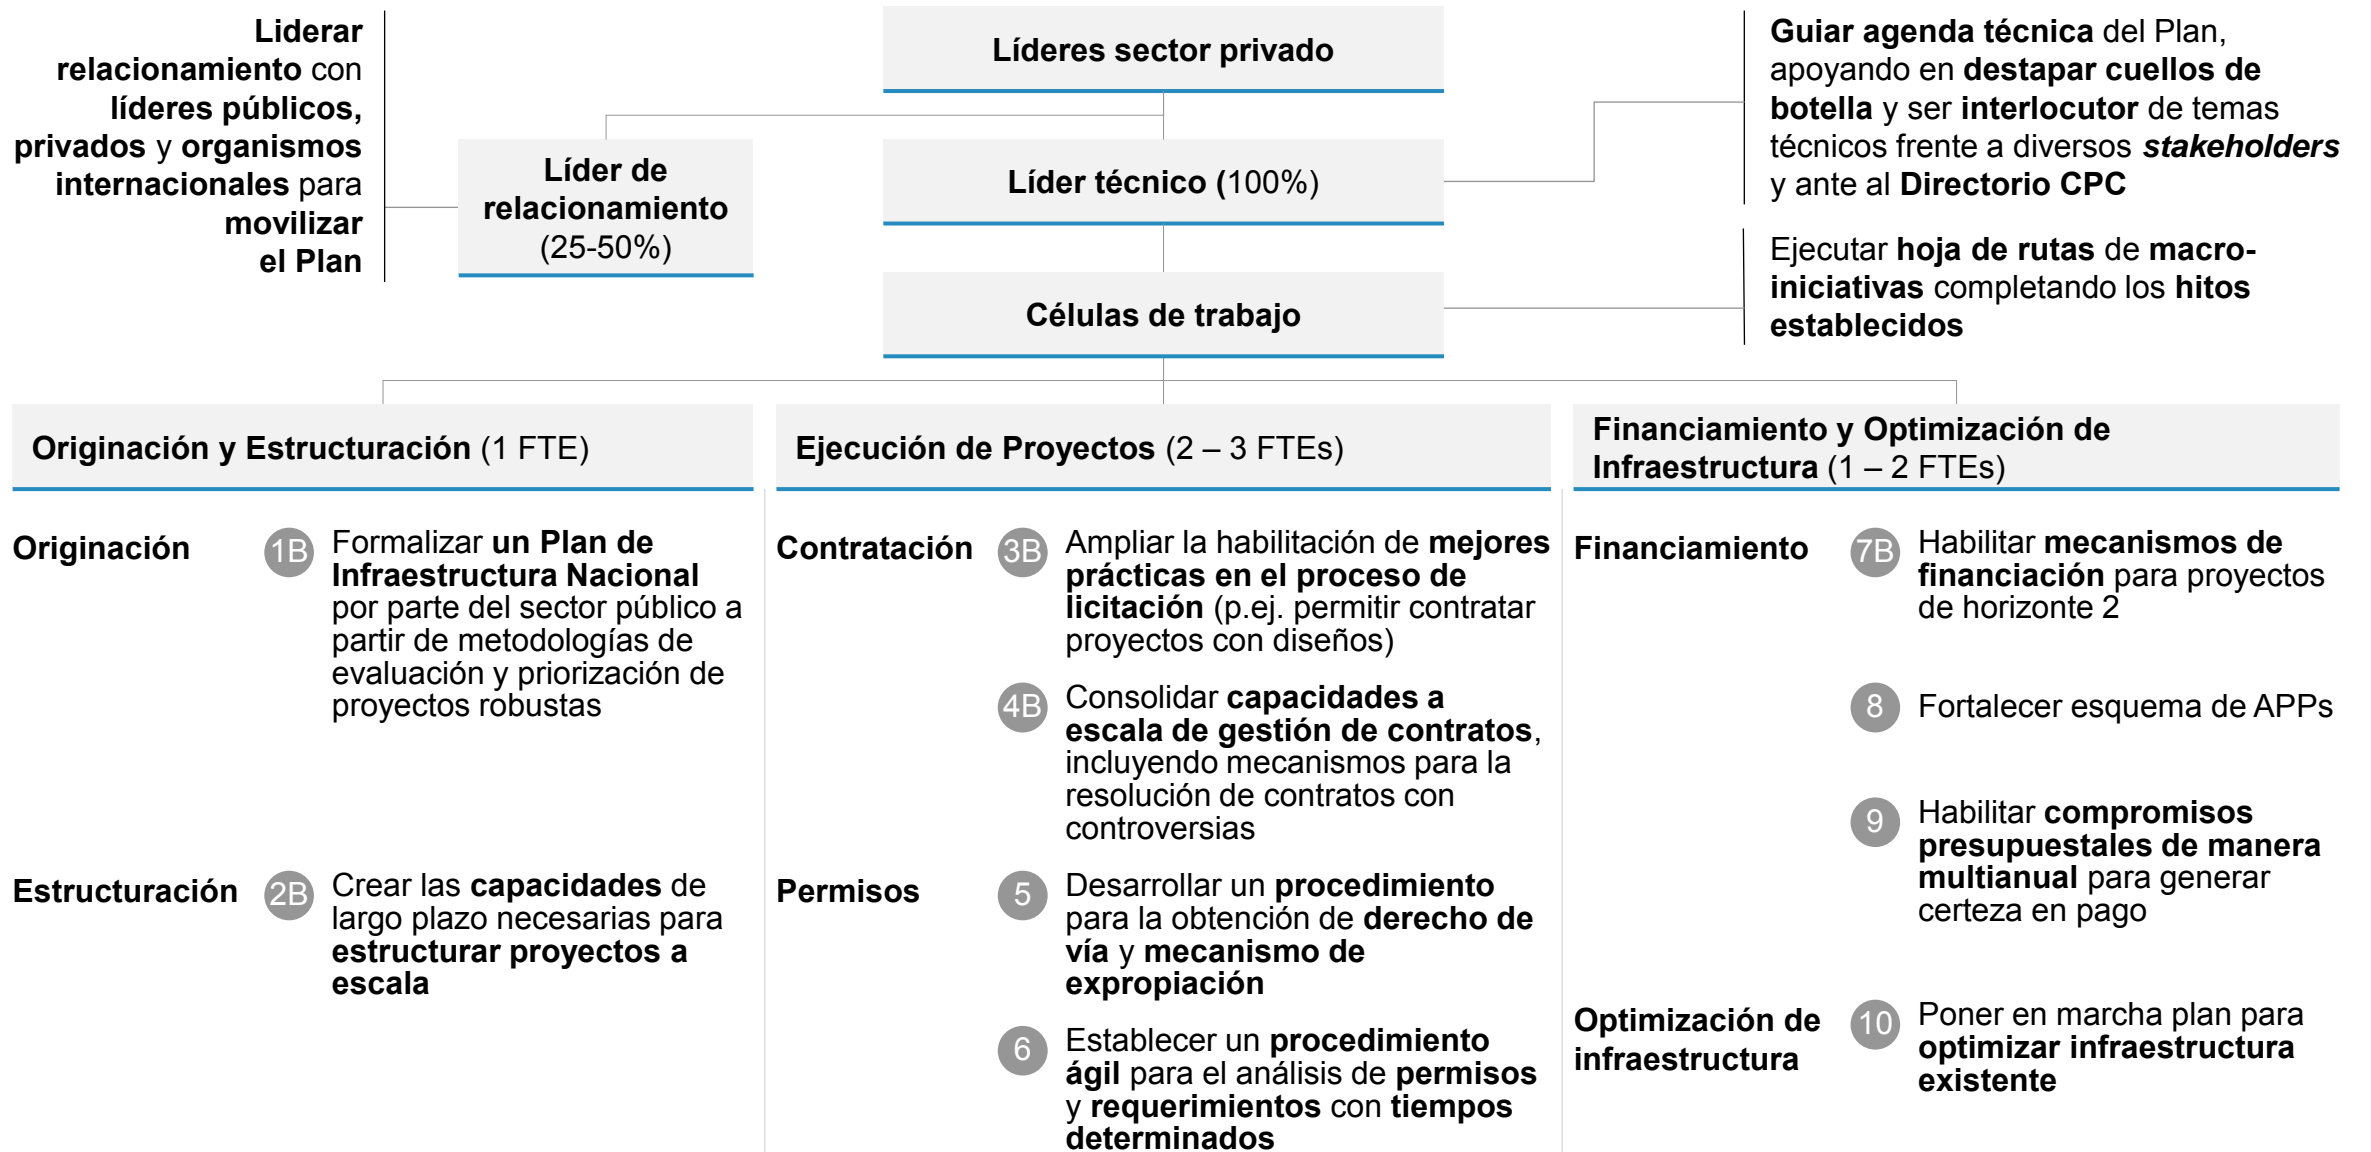 Liderar
relacionamiento con
líderes públicos,
privados y organismos
internacionales para
movilizar
el Plan
Líderes sector privado
Líder de
relacionamiento
(25-50%)
Líder técnico (100%)
Guiar agenda técnica del Plan,
apoyando en destapar cuellos de
botella y ser interlocutor de temas
técnicos frente a diversos stakeholders
y ante al Directorio CPC
Células de trabajo
Ejecutar hoja de rutas de macro-
iniciativas completando los hitos
establecidos
Originación y Estructuración (1 FTE)
Originación
1B
Formalizar un Plan de
Infraestructura Nacional
por parte del sector público a
partir de metodologías de
evaluación y priorización de
proyectos robustas
Estructuración
2B
Crear las capacidades de
largo plazo necesarias para
estructurar proyectos a
escala
Ejecución de Proyectos (2 – 3 FTEs)
Contratación
3B
Ampliar la habilitación de mejores
prácticas en el proceso de
licitación (p.ej. permitir contratar
proyectos con diseños)
4B
Consolidar capacidades a
escala de gestión de contratos,
incluyendo mecanismos para la
resolución de contratos con
controversias
Permisos
5
Desarrollar un procedimiento
para la obtención de derecho de
vía y mecanismo de
expropiación
6
Establecer un procedimiento
ágil para el análisis de permisos
y requerimientos con tiempos
determinados
Financiamiento y Optimización de
Infraestructura (1 – 2 FTEs)
Financiamiento
7B
Habilitar mecanismos de
financiación para proyectos
de horizonte 2
8
Fortalecer esquema de APPs
9
Habilitar compromisos
presupuestales de manera
multianual para generar
certeza en pago
Optimización de
infraestructura
10
Poner en marcha plan para
optimizar infraestructura
existente